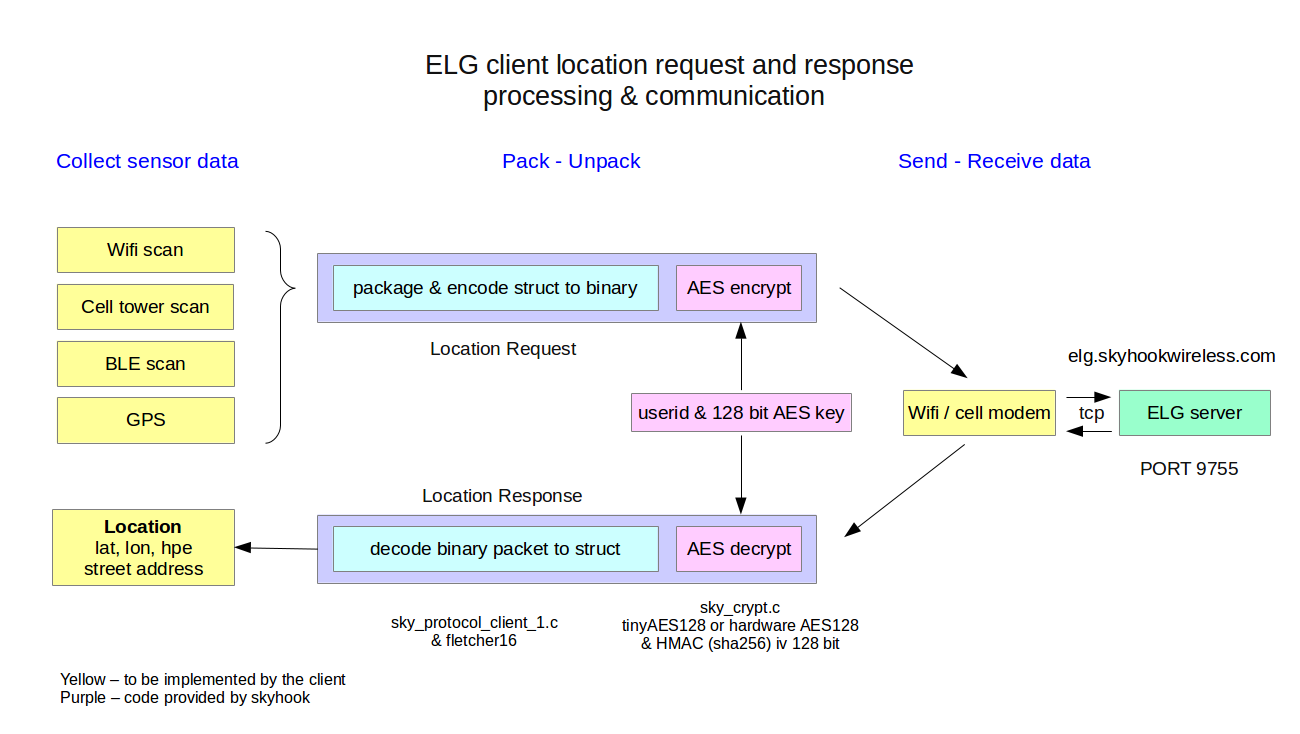 ELG client location request and response
processing & communication
Collect sensor data
Pack - Unpack
Send - Receive data
Wifi scan
Cell tower scan
BLE scan
GPS
package & encode struct to binary
AES encrypt
Location Request
userid & 128 bit AES key
elg.skyhookwireless.com
Wifi / cell modem
tcp
ELG server
PORT 9755
Location Response
Location
lat, lon, hpe
street address
decode binary packet to struct
AES decrypt
sky_protocol_client_1.c
& fletcher16
sky_crypt.c
tinyAES128 or hardware AES128
& HMAC (sha256) iv 128 bit
Yellow – to be implemented by the client
Purple – code provided by skyhook